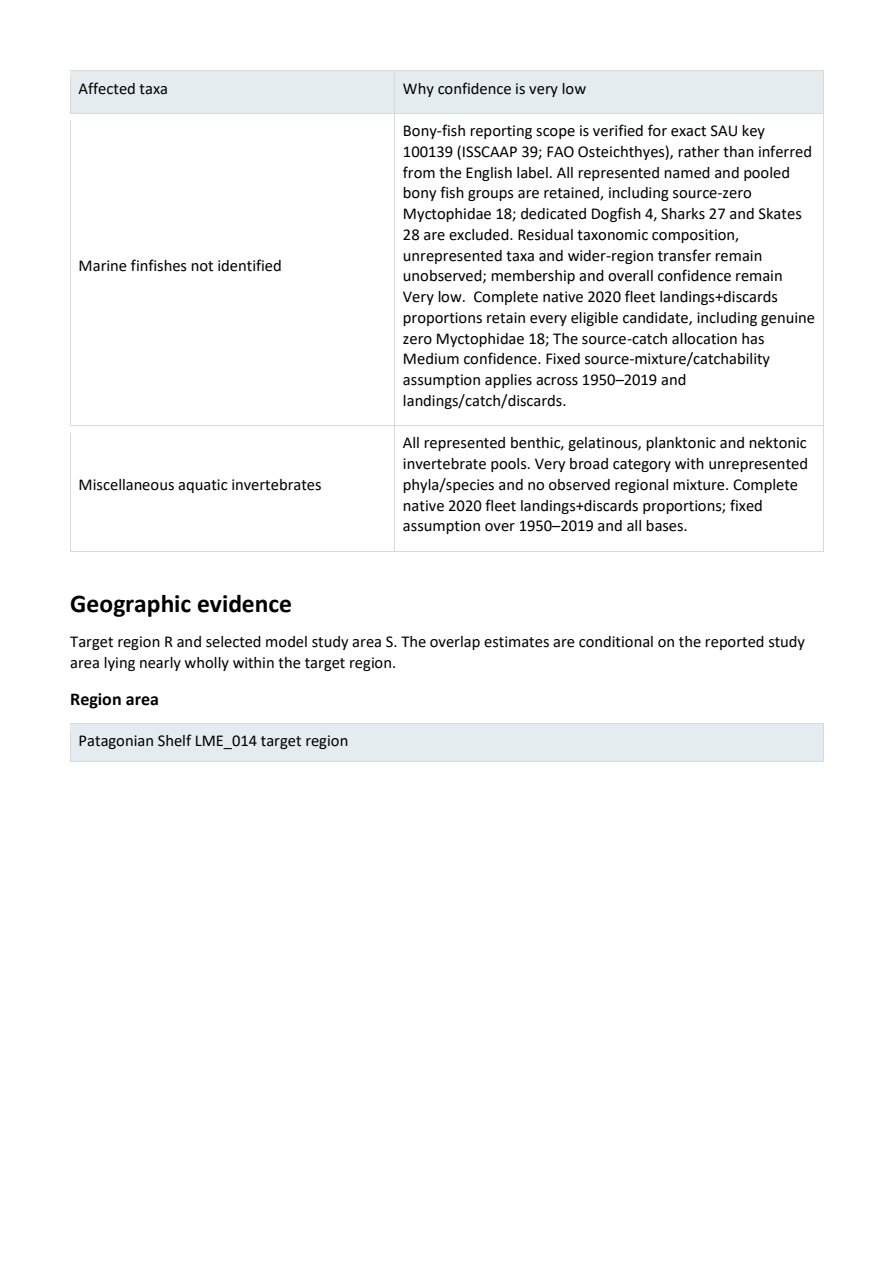 Affected taxa
Why confidence is very low
Marine finfishes not identified
Bony-fish reporting scope is verified for exact SAU key
100139 (ISSCAAP 39; FAO Osteichthyes), rather than inferred
from the English label. All represented named and pooled
bony fish groups are retained, including source-zero
Myctophidae 18; dedicated Dogfish 4, Sharks 27 and Skates
28 are excluded. Residual taxonomic composition,
unrepresented taxa and wider-region transfer remain
unobserved; membership and overall confidence remain
Very low.  Complete native 2020 fleet landings+discards
proportions retain every eligible candidate, including genuine
zero Myctophidae 18; The source-catch allocation has
Medium confidence. Fixed source-mixture/catchability
assumption applies across 1950–2019 and
landings/catch/discards.
Miscellaneous aquatic invertebrates
All represented benthic, gelatinous, planktonic and nektonic
invertebrate pools. Very broad category with unrepresented
phyla/species and no observed regional mixture. Complete
native 2020 fleet landings+discards proportions; fixed
assumption over 1950–2019 and all bases.
Geographic evidence
Target region R and selected model study area S. The overlap estimates are conditional on the reported study
area lying nearly wholly within the target region.
Region area
Patagonian Shelf LME_014 target region